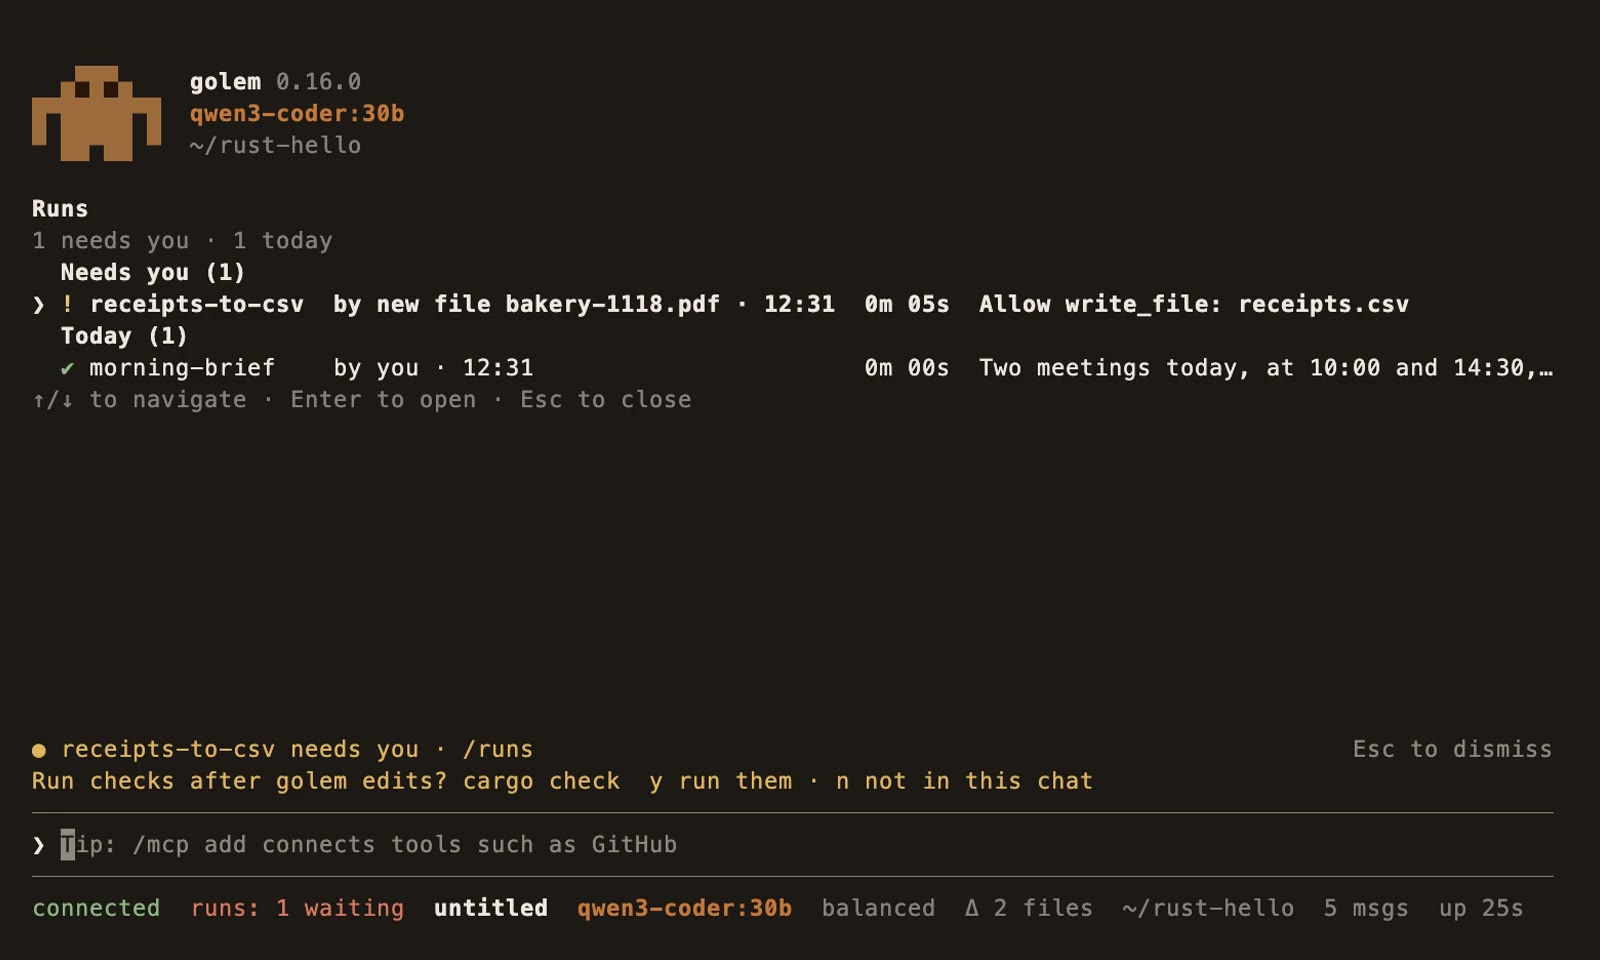 golem 0.16.0
qwen3-coder:30b
~/rust-hello
Runs
1 needs you · 1 today
Needs you (1)
❯ ! receipts-to-csv  by new file bakery-1118.pdf · 12:31  0m 05s  Allow write_file: receipts.csv
Today (1)
✔ morning-brief    by you · 12:31    0m 00s  Two meetings today, at 10:00 and 14:30,…
↑/↓ to navigate · Enter to open · Esc to close
● receipts-to-csv needs you · /runs    Esc to dismiss
Run checks after golem edits? cargo check  y run them · n not in this chat
❯ Tip: /mcp add connects tools such as GitHub
connected  runs: 1 waiting  untitled  qwen3-coder:30b  balanced  Δ 2 files  ~/rust-hello  5 msgs  up 25s